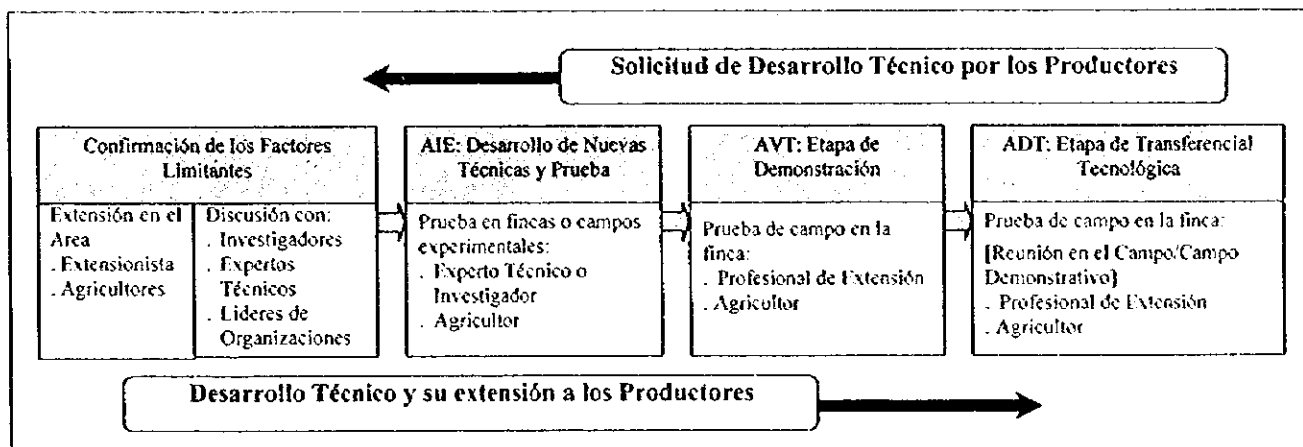 Solicitud de Desarrollo Técnico por los Productores
Confirmación de los Factores
Limitantes
Extensión en el
Area
. Extensionista
. Agricultores
Discusión con:
. Investigadores
. Expertos
Técnicos
. Lideres de
Organizaciones
AIE: Desarrollo de Nuevas
Técnicas y Prueba
Prueba en fincas o campos
experimentales:
. Experto Técnico o
Investigador
. Agricultor
AVT: Etapa de
Demonstración
Prueba de campo en la
finca:
. Profesional de Extensión
. Agricultor
ADT: Etapa de Transferencial
Tecnológica
Prueba de campo en la finca:
[Reunión en el Campo/Campo
Demostrativo]
. Profesional de Extensión
. Agricultor
Desarrollo Técnico y su extensión a los Productores